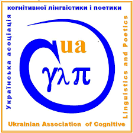 когнітивної лінгвістики і поетики
Українська асоціація
ua
γλπ
Linguistics and Poetics
Ukrainian Association of Cognitive